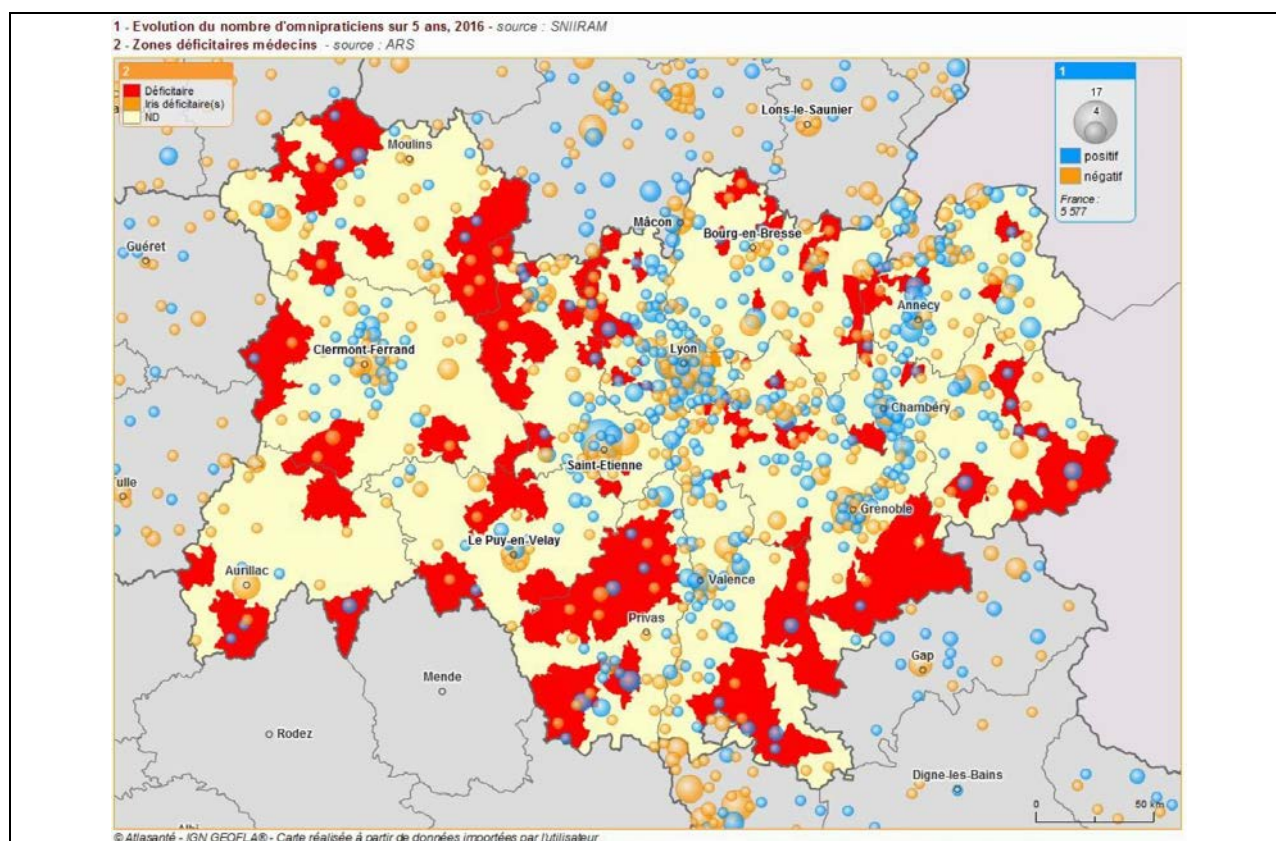 1 - Evolution du nombre d'omnipraticiens sur 5 ans, 2016 - source : SNIIRAM
2 - Zones déficitaires médecins - source : ARS
2
Déficitaire
Iris déficitaire(s)
ND
1
17
4
positif
négatif
France :
5 577
Lons-le-Saunier
Moulins
Mâcon
Bourg-en-Bresse
Guéret
Annecy
Clermont-Ferrand
Lyon
Chambéry
Saint-Etienne
Tulle
Grenoble
Le Puy-en-Velay
Aurillac
Valence
Privas
Gap
Mende
Rodez
Digne-les-Bains
0 50 km
Albi
© Atlasanté - IGN GEOFLA® - Carte réalisée à partir de données importées par l'utilisateur